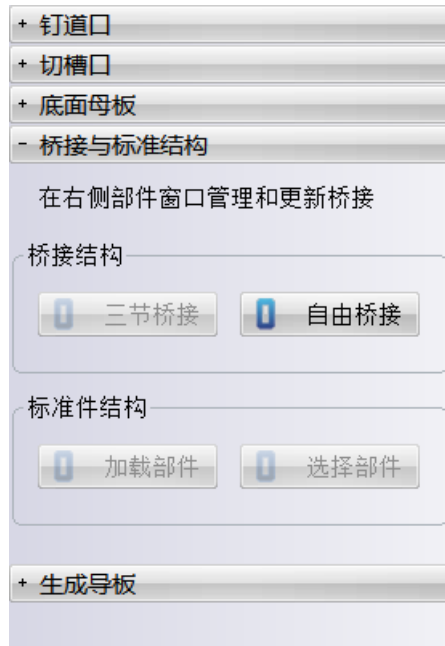 + 钉道口
+ 切槽口
+ 底面母板
- 桥接与标准结构
在右侧部件窗口管理和更新桥接
桥接结构
三节桥接 自由桥接
标准件结构
加载部件 选择部件
+ 生成导板